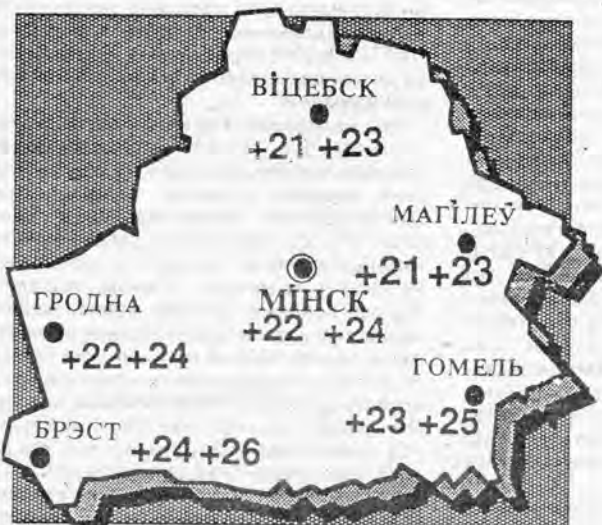 ВІЦЕБСК
+21 +23
МАГІЛЕЎ
+21 +23
МІНСК
+22 +24
ГРОДНА
+22 +24
ГОМЕЛЬ
+23 +25
БРЭСТ
+24 +26